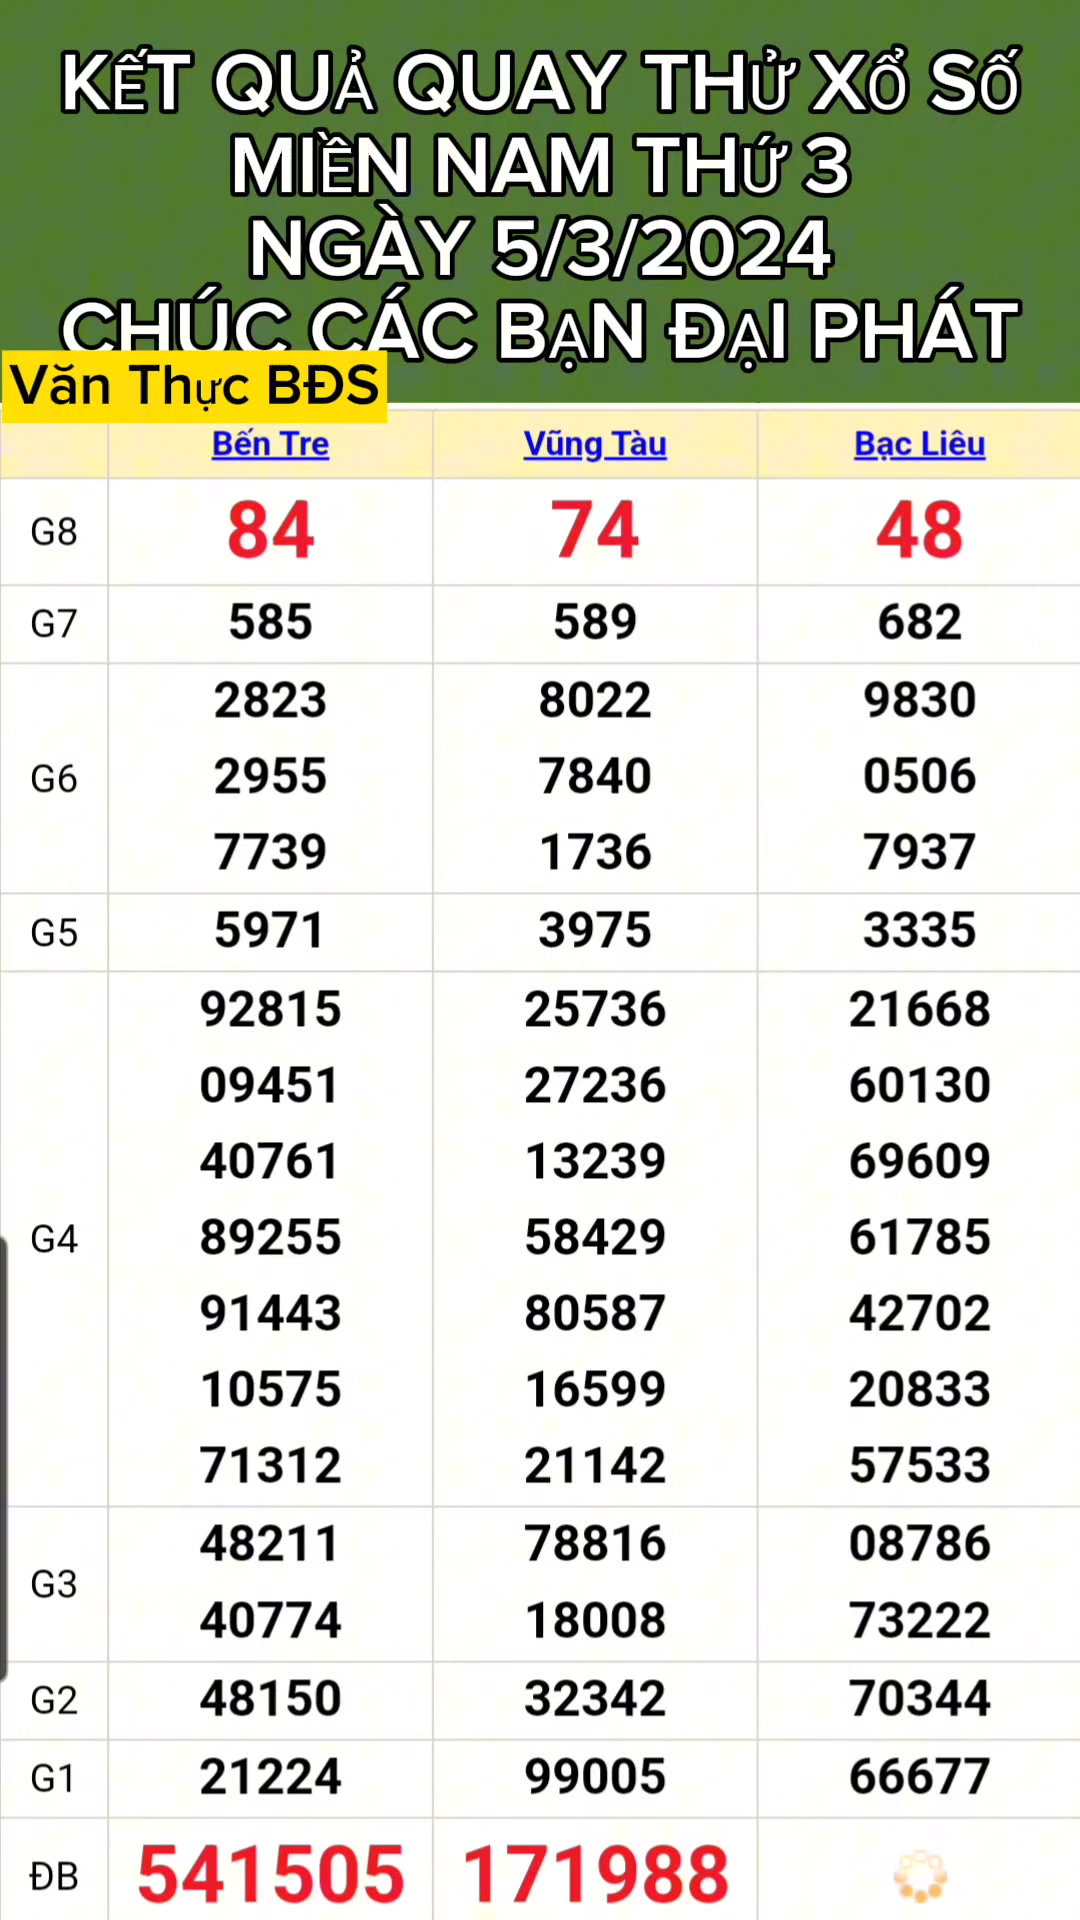 KẾT QUẢ QUAY THỬ XỔ SỐ
MIỀN NAM THỨ 3
NGÀY 5/3/2024
CHÚC CÁC BẠN ĐẠI PHÁT
Văn Thực BĐS
Bến Tre Vũng Tàu Bạc Liêu
G8 84 74 48
G7 585 589 682
2823 8022 9830
G6 2955 7840 0506
7739 1736 7937
G5 5971 3975 3335
92815 25736 21668
09451 27236 60130
40761 13239 69609
G4 89255 58429 61785
91443 80587 42702
10575 16599 20833
71312 21142 57533
G3 48211 78816 08786
40774 18008 73222
G2 48150 32342 70344
G1 21224 99005 66677
ĐB 541505 171988